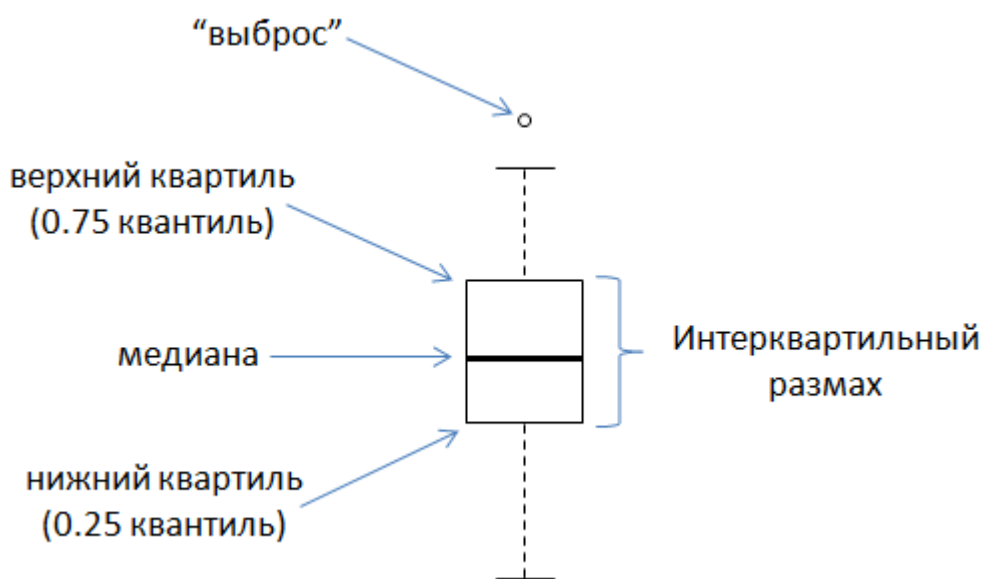 “выброс”
верхний квартиль
(0.75 квантиль)
медиана
Интерквартильный
размах
нижний квартиль
(0.25 квантиль)